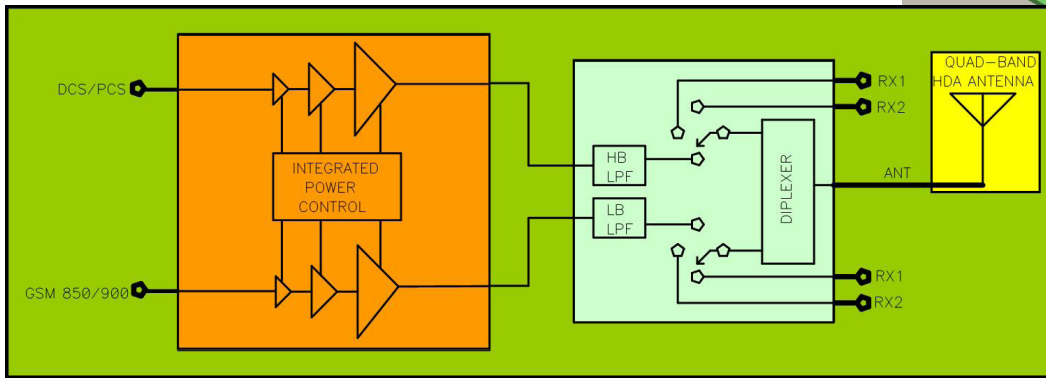 DCS/PCS
GSM 850/900
INTEGRATED
POWER
CONTROL
HB
LPF
LB
LPF
DIPLEXER
RX1
RX2
ANT
RX1
RX2
QUAD-BAND
HDA ANTENNA